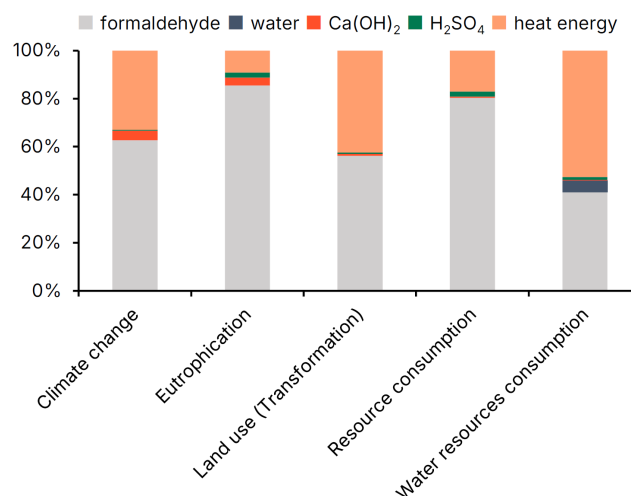 formaldehyde water Ca(OH)₂ H₂SO₄ heat energy
100%
80%
60%
40%
20%
0%
Climate change
Eutrophication
Land use (Transformation)
Resource consumption
Water resources consumption